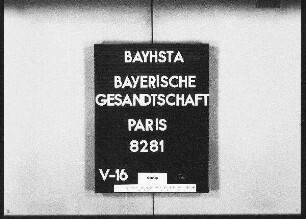 BAYHSTA
BAYERISCHE
GESANDTSCHAFT
PARIS
8281
V-16